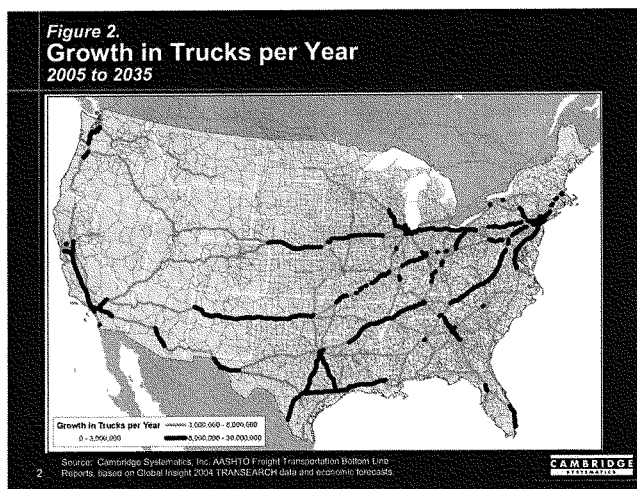 Figure 2.
Growth in Trucks per Year
2005 to 2035
Growth in Trucks per Year
3,000,000 - 8,000,000
0 - 3,000,000
8,000,000 - 30,000,000
Source: Cambridge Systematics, Inc. AASHTO Freight Transportation Bottom Line
Reports, based on Global Insight 2004 TRANSEARCH data and economic forecasts.
2
CAMBRIDGE
SYSTEMATICS